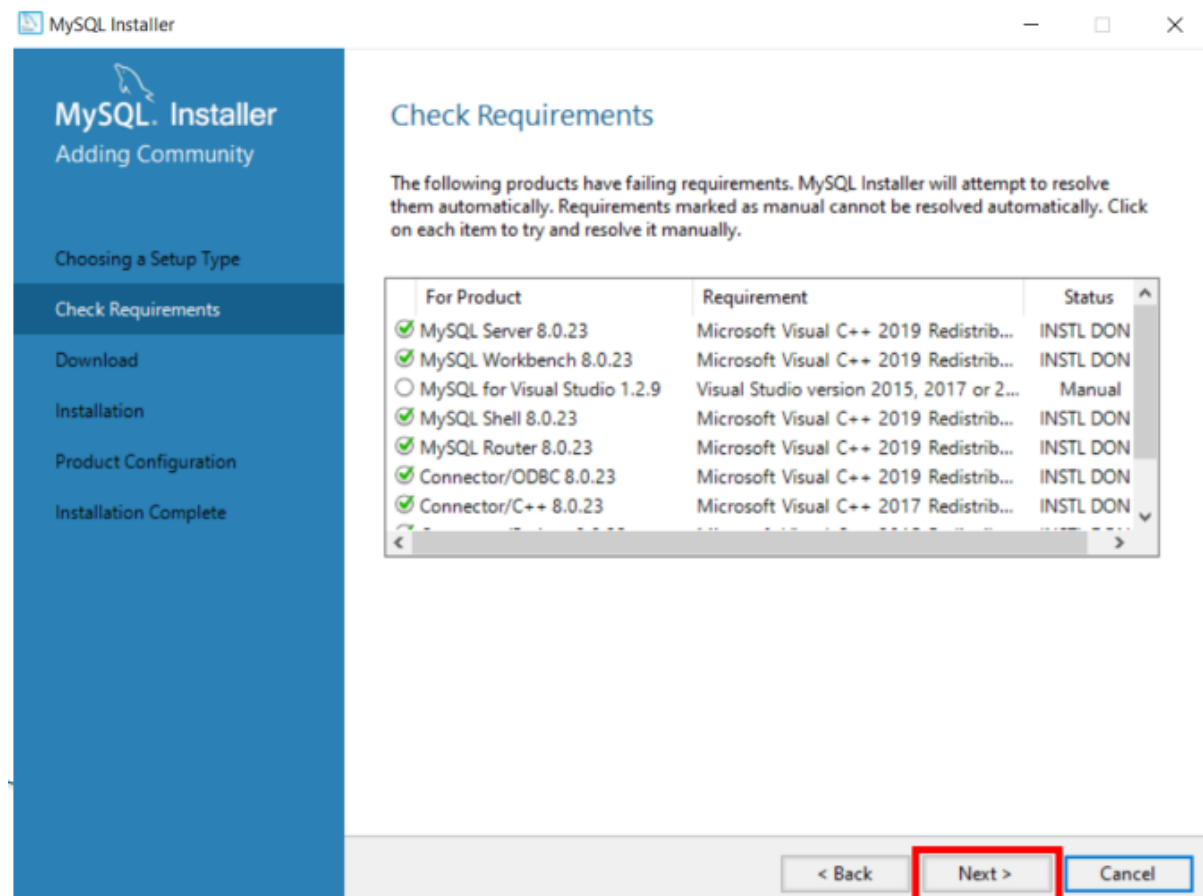 MySQL Installer
MySQL. Installer
Adding Community
Choosing a Setup Type
Check Requirements
Download
Installation
Product Configuration
Installation Complete
Check Requirements
The following products have failing requirements. MySQL Installer will attempt to resolve
them automatically. Requirements marked as manual cannot be resolved automatically. Click
on each item to try and resolve it manually.
For Product Requirement Status
MySQL Server 8.0.23 Microsoft Visual C++ 2019 Redistrib... INSTL DON
MySQL Workbench 8.0.23 Microsoft Visual C++ 2019 Redistrib... INSTL DON
MySQL for Visual Studio 1.2.9 Visual Studio version 2015, 2017 or 2... Manual
MySQL Shell 8.0.23 Microsoft Visual C++ 2019 Redistrib... INSTL DON
MySQL Router 8.0.23 Microsoft Visual C++ 2019 Redistrib... INSTL DON
Connector/ODBC 8.0.23 Microsoft Visual C++ 2019 Redistrib... INSTL DON
Connector/C++ 8.0.23 Microsoft Visual C++ 2017 Redistrib... INSTL DON
< Back Next > Cancel